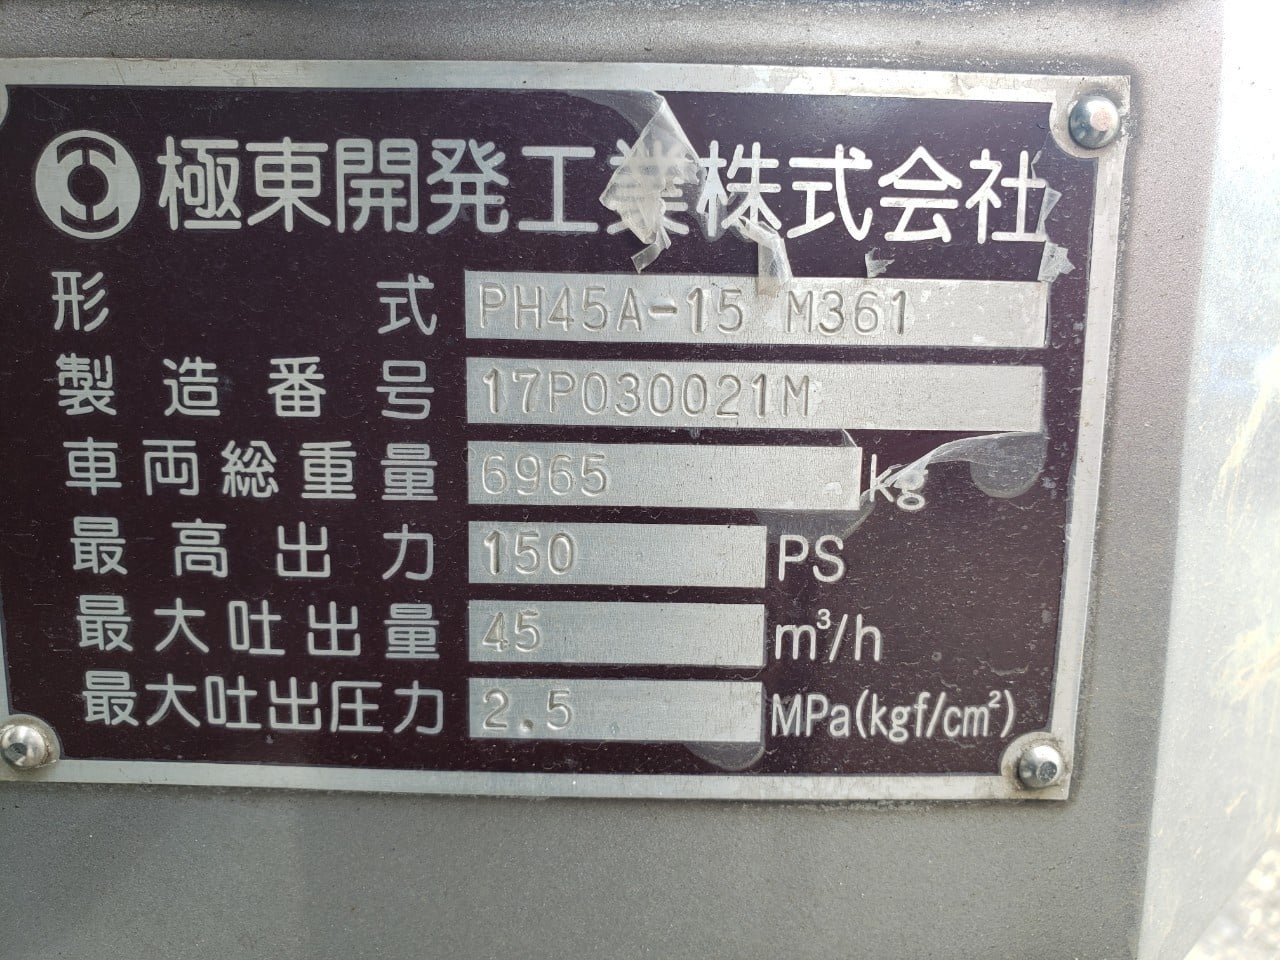 極東開発工業株式会社
形式 PH45A-15 M361
製造番号 17P030021M
車両総重量 6965 kg
最高出力 150 PS
最大吐出量 45 m³/h
最大吐出圧力 2.5 MPa(kgf/cm²)